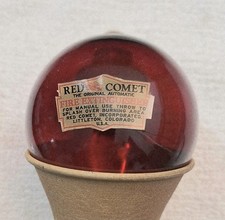 RED COMET
THE ORIGINAL AUTOMATIC
FIRE EXTINGUISHER
FOR MANUAL USE THROW TO
SPLASH OVER BURNING AREA
RED COMET, INCORPORATED
LITTLETON, COLORADO
U.S.A.